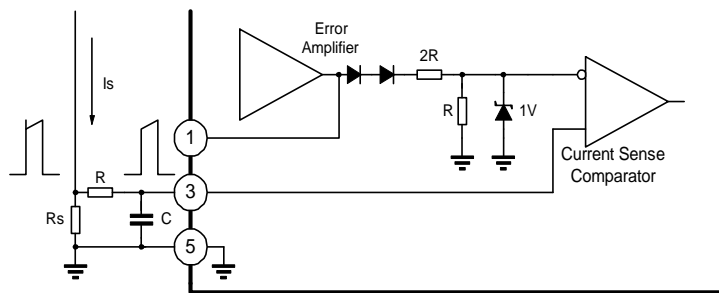 Error
Amplifier
2R
Is
R
1V
1
Current Sense
Comparator
R
3
Rs
C
5